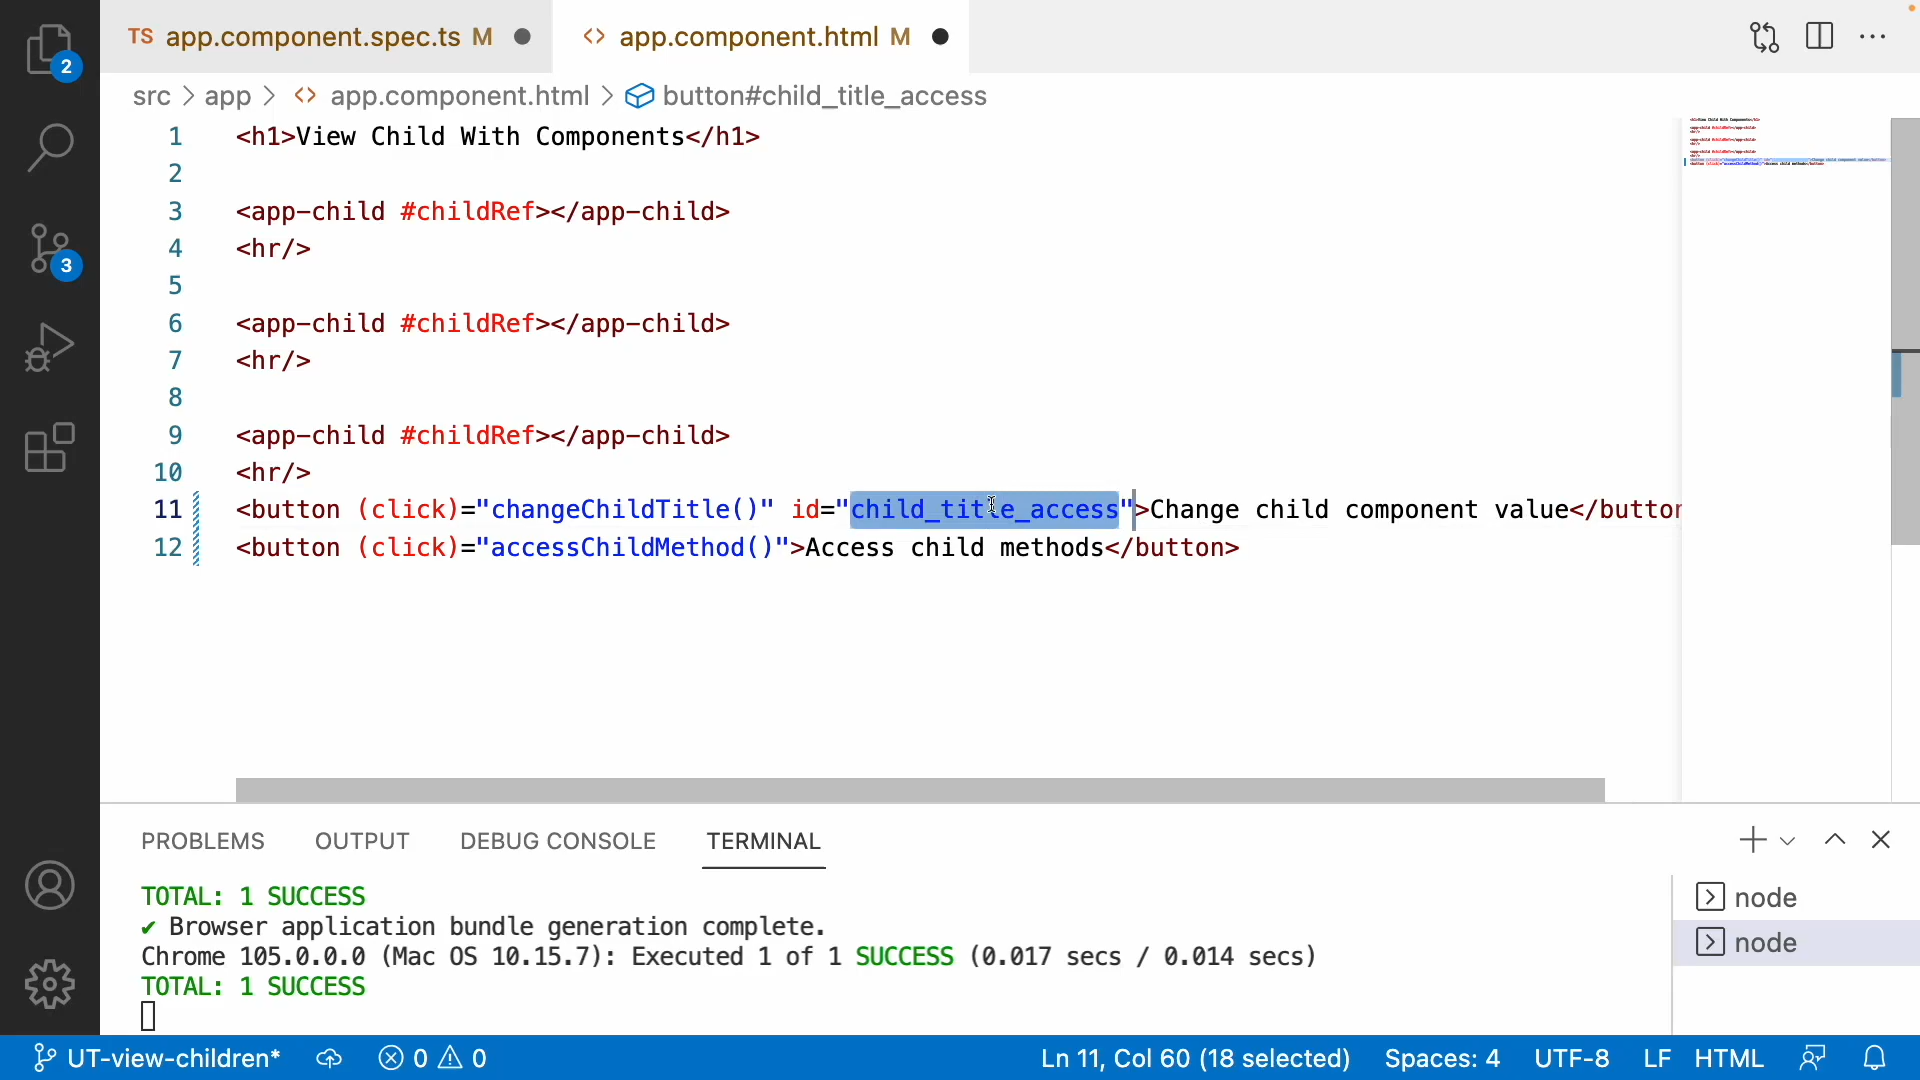 TS app.component.spec.ts M
<> app.component.html M
2
src > app > <> app.component.html > button#child_title_access
1 <h1>View Child With Components</h1>
2
3 <app-child #childRef></app-child>
4 <hr/>
3
5
6 <app-child #childRef></app-child>
7 <hr/>
8
9 <app-child #childRef></app-child>
10 <hr/>
11 <button (click)="changeChildTitle()" id="child_title_access">Change child component value</button
12 <button (click)="accessChildMethod()">Access child methods</button>
PROBLEMS OUTPUT DEBUG CONSOLE TERMINAL
TOTAL: 1 SUCCESS
✔ Browser application bundle generation complete.
Chrome 105.0.0.0 (Mac OS 10.15.7): Executed 1 of 1 SUCCESS (0.017 secs / 0.014 secs)
TOTAL: 1 SUCCESS
node
node
UT-view-children* 0 0 Ln 11, Col 60 (18 selected) Spaces: 4 UTF-8 LF HTML